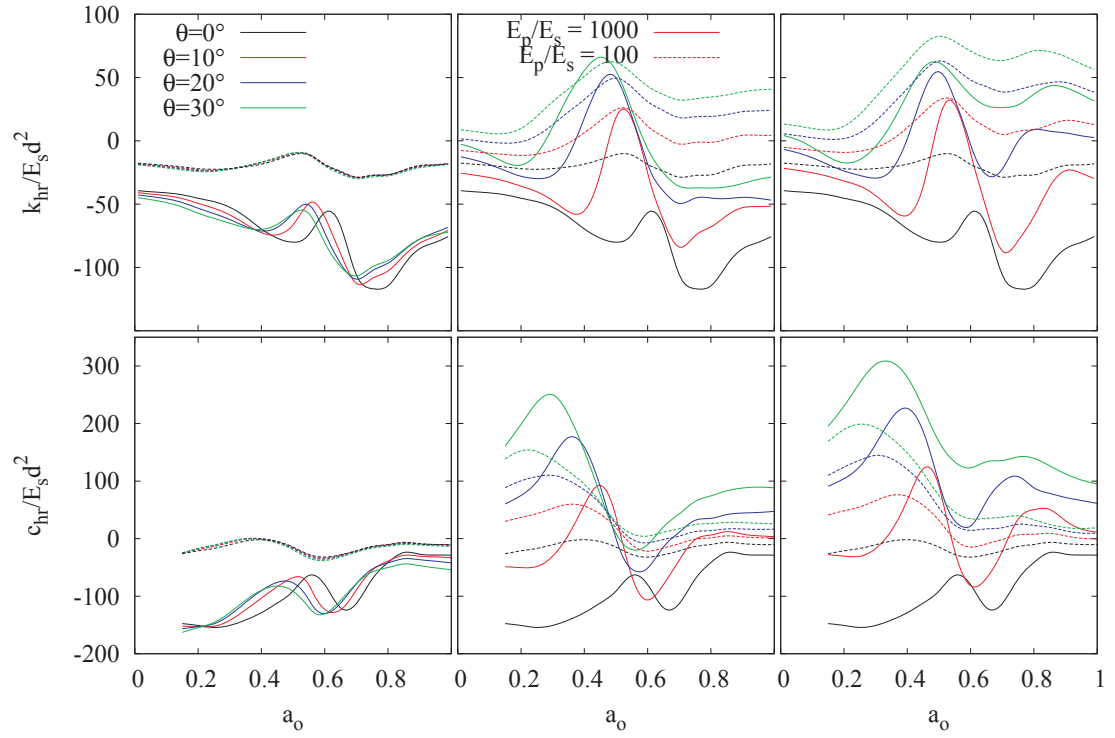 100
50
0
-50
-100
k_hr/E_s d^2
θ=0°
θ=10°
θ=20°
θ=30°
E_p/E_s = 1000
E_p/E_s = 100
300
200
100
0
-100
-200
c_hr/E_s d^2
0 0.2 0.4 0.6 0.8 0 0.2 0.4 0.6 0.8 0 0.2 0.4 0.6 0.8 1
a_o a_o a_o